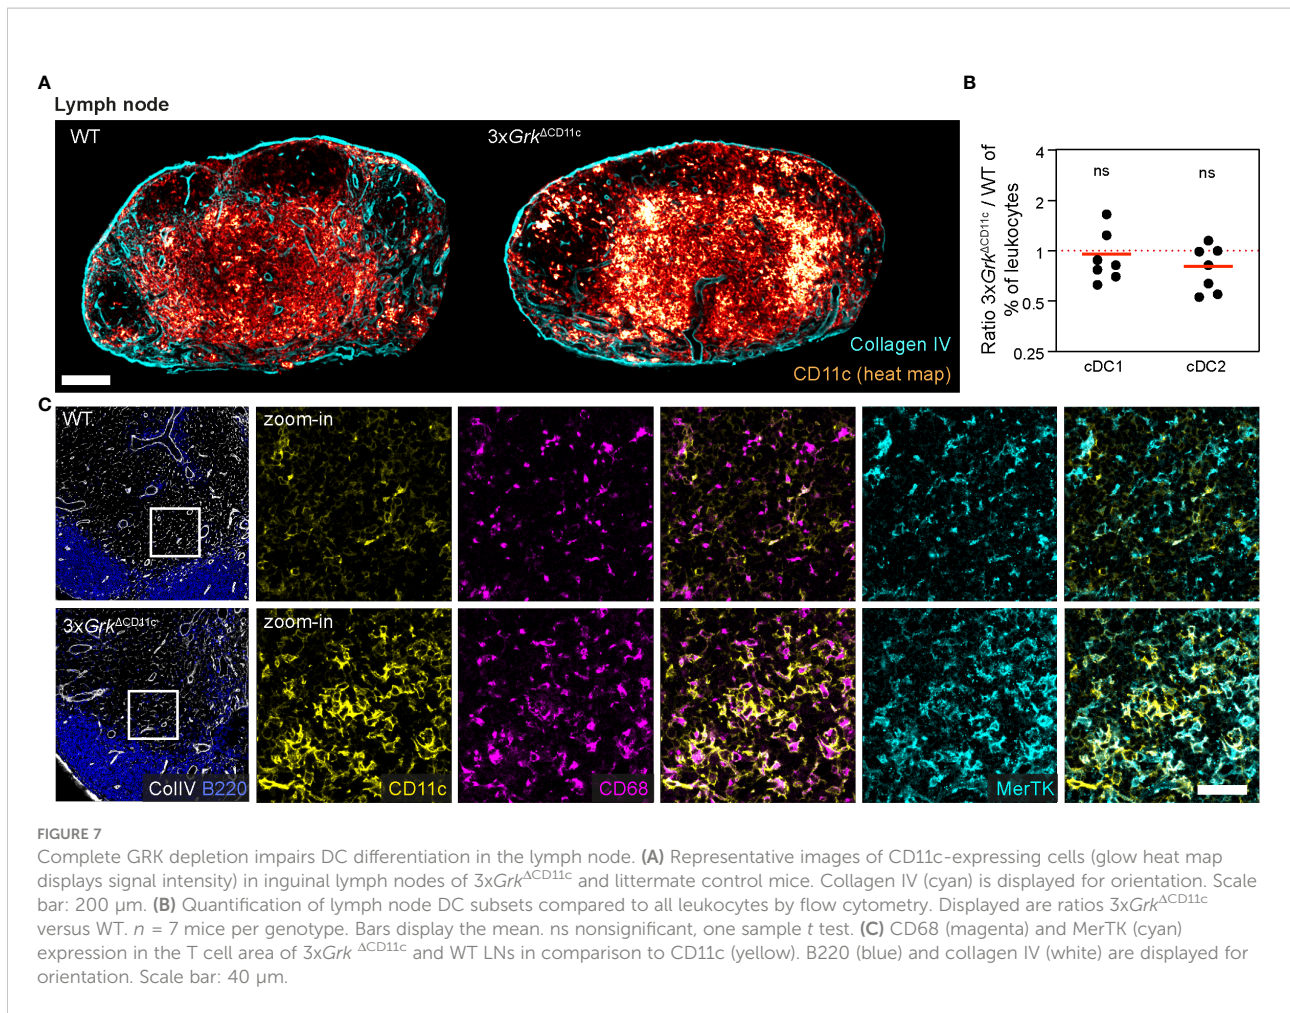 A
B
Lymph node
WT
3xGrkΔCD11c
Collagen IV
CD11c (heat map)
Ratio 3xGrkΔCD11c / WT of
% of leukocytes
4
2
1
0.5
0.25
ns
ns
cDC1
cDC2
C
WT
zoom-in
3xGrkΔCD11c
zoom-in
ColIV B220
CD11c
CD68
MerTK
FIGURE 7
Complete GRK depletion impairs DC differentiation in the lymph node. (A) Representative images of CD11c-expressing cells (glow heat map
displays signal intensity) in inguinal lymph nodes of 3xGrkΔCD11c and littermate control mice. Collagen IV (cyan) is displayed for orientation. Scale
bar: 200 µm. (B) Quantification of lymph node DC subsets compared to all leukocytes by flow cytometry. Displayed are ratios 3xGrkΔCD11c
versus WT. n = 7 mice per genotype. Bars display the mean. ns nonsignificant, one sample t test. (C) CD68 (magenta) and MerTK (cyan)
expression in the T cell area of 3xGrk ΔCD11c and WT LNs in comparison to CD11c (yellow). B220 (blue) and collagen IV (white) are displayed for
orientation. Scale bar: 40 µm.